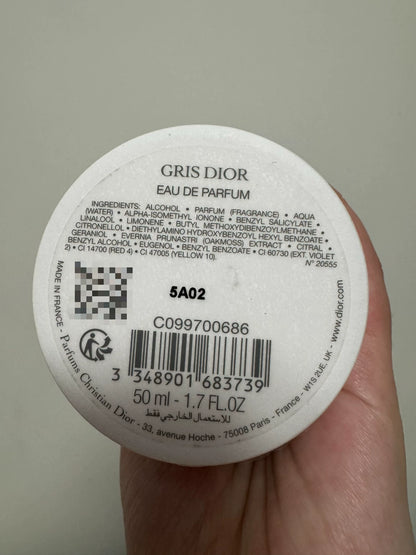 GRIS DIOR
EAU DE PARFUM
INGREDIENTS: ALCOHOL • PARFUM (FRAGRANCE) • AQUA
(WATER) • ALPHA-ISOMETHYL IONONE • BENZYL SALICYLATE •
LINALOOL • LIMONENE • BUTYL METHOXYDIBENZOYLMETHANE •
CITRONELLOL • DIETHYLAMINO HYDROXYBENZOYL HEXYL BENZOATE •
GERANIOL • EVERNIA PRUNASTRI (OAKMOSS) EXTRACT • CITRAL •
BENZYL ALCOHOL • EUGENOL • BENZYL BENZOATE • CI 60730 (EXT. VIOLET
2) • CI 14700 (RED 4) • CI 47005 (YELLOW 10).
N° 20555
5A02
C099700686
3 348901 683739
50 ml - 1.7 FL.OZ
للاستعمال الخارجي فقط
MADE IN FRANCE - Parfums Christian Dior - 33, avenue Hoche - 75008 Paris - France - W1S 2UE, UK - www.dior.com